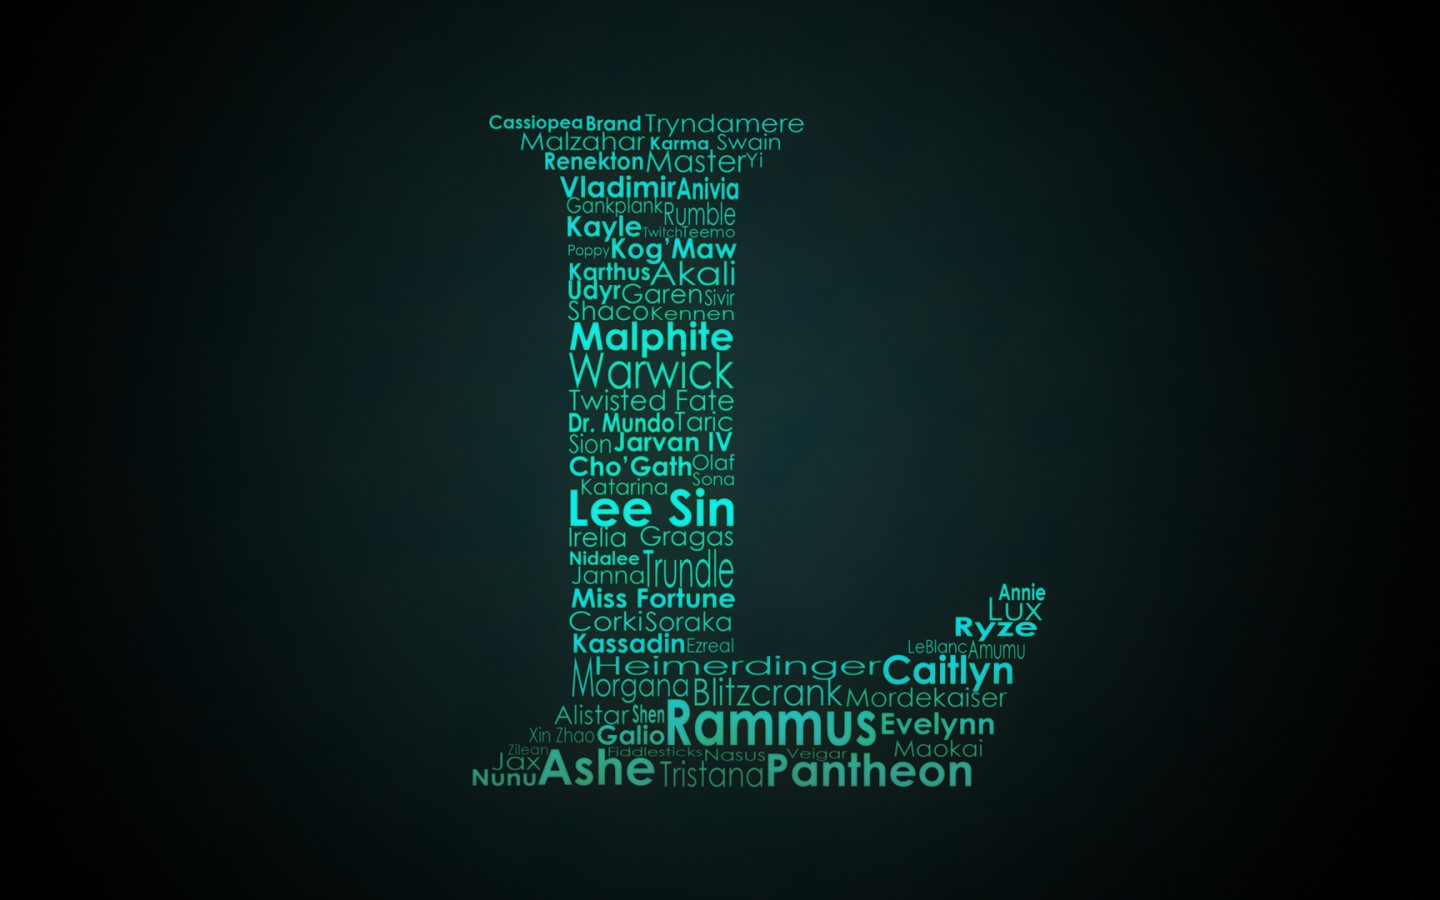 Cassiopea Brand Tryndamere
Malzahar Karma Swain
Renekton Master Yi
Vladimir Anivia
Gankplank Rumble
Kayle Twitch Teemo
Poppy Kog'Maw
Karthus Akali
Udyr Garen Sivir
Shaco Kennen
Malphite
Warwick
Twisted Fate
Dr. Mundo Taric
Sion Jarvan IV
Cho'Gath Olaf
Katarina Sona
Lee Sin
Irelia Gragas
Nidalee Trundle
Janna
Miss Fortune Annie
Corki Soraka Lux
Ryze
Kassadin Ezreal LeBlanc Amumu
Heimerdinger Caitlyn
Morgana Blitzcrank Mordekaiser
Alistar Shen Rammus Evelynn
Xin Zhao Galio Maokai
Zilean Fiddlesticks Nasus Veigar
Jax
Nunu Ashe Tristana Pantheon